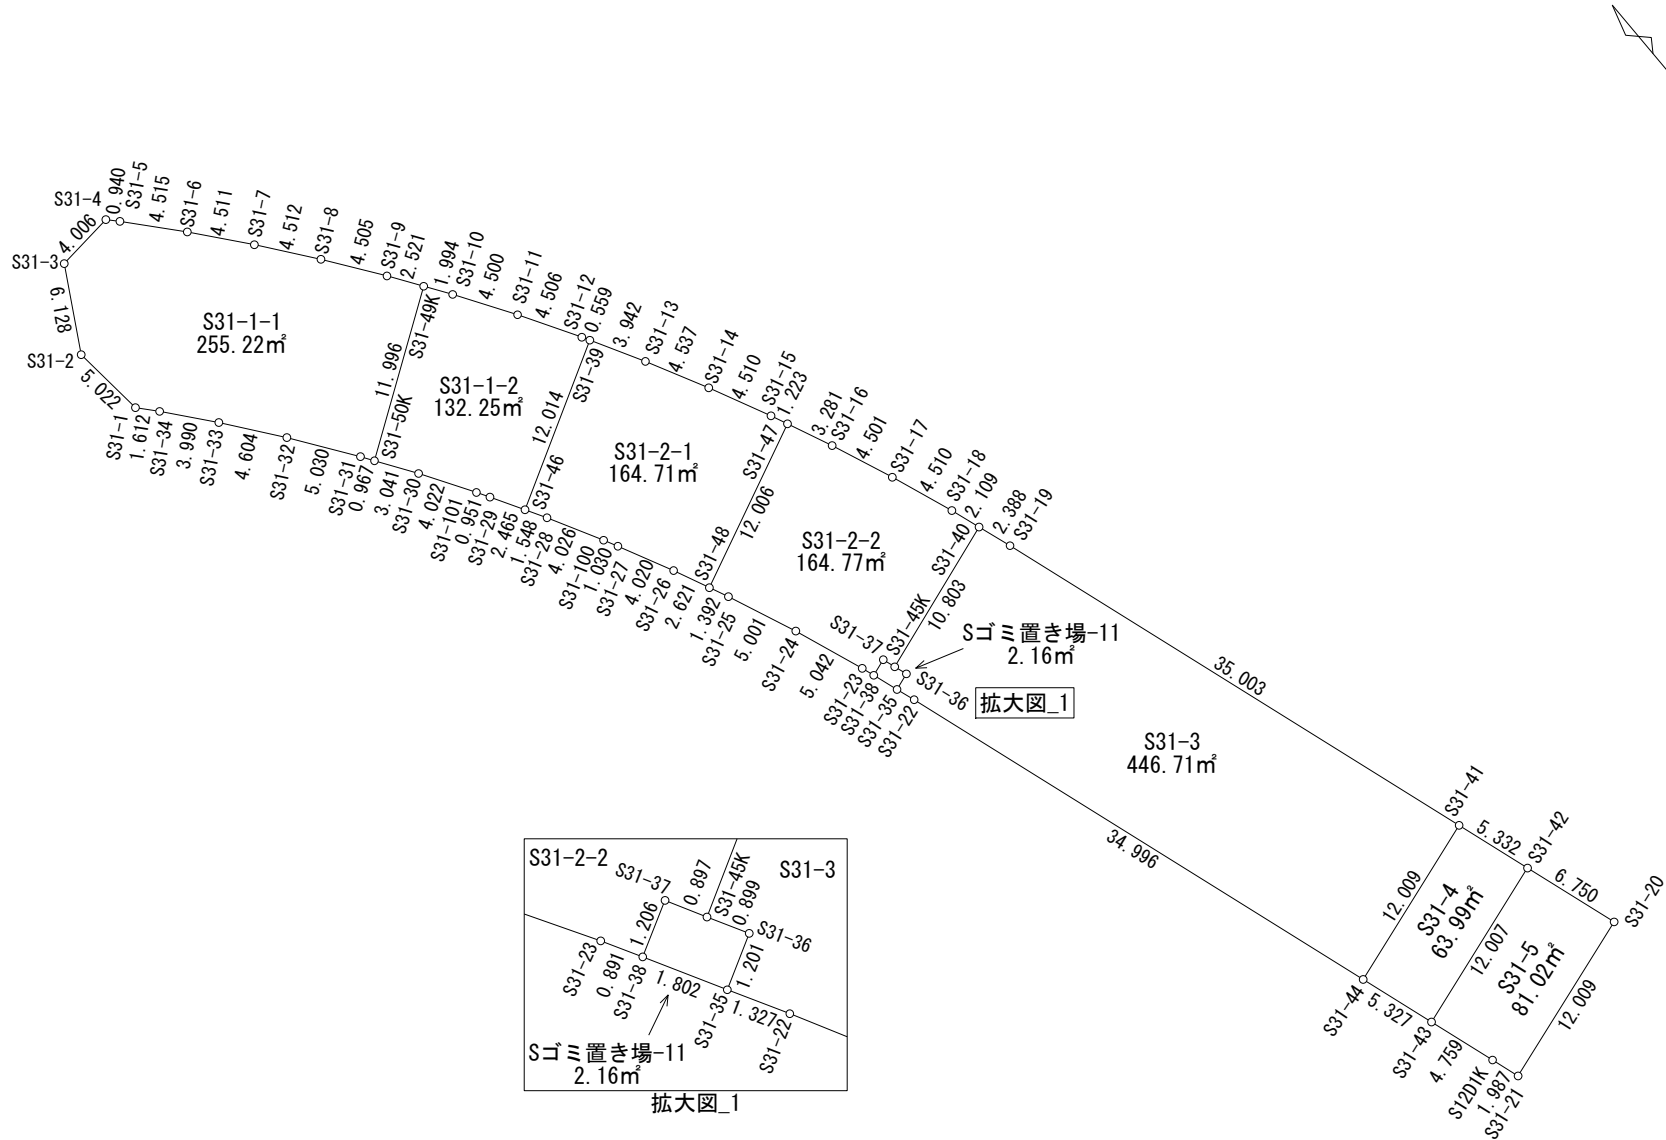 S31-4
0.940
S31-5
4.515
S31-6
4.511
S31-7
4.512
S31-8
4.505
S31-9
2.521
1.994
S31-10
4.500
S31-11
4.506
S31-12
0.559
3.942
S31-13
4.537
S31-14
4.510
S31-15
1.223
3.281
S31-16
4.501
S31-17
4.510
S31-18
2.109
2.388
S31-19
4.006
S31-3
6.128
S31-2
5.022
S31-1-1
255.22㎡
S31-49K
11.996
S31-50K
S31-1-2
132.25㎡
S31-39
12.014
S31-46
S31-2-1
164.71㎡
S31-47
12.006
S31-48
S31-2-2
164.77㎡
S31-40
10.803
S31-45K
S31-37
Sゴミ置き場-11
2.16㎡
S31-36
拡大図_1
S31-1
1.612
S31-34
3.990
S31-33
4.604
S31-32
5.030
S31-31
0.967
3.041
S31-30
4.022
S31-101
0.951
S31-29
2.465
1.548
S31-28
4.026
S31-100
1.030
S31-27
4.020
S31-26
2.621
1.392
S31-25
5.001
S31-24
5.042
S31-23
S31-38
S31-35
S31-22
35.003
S31-3
446.71㎡
34.996
S31-41
5.332
S31-42
6.750
S31-20
12.009
S31-4
63.99㎡
12.007
S31-5
81.02㎡
12.009
S31-44
5.327
S31-43
4.759
S12D1K
1.987
S31-21
S31-2-2
S31-37
0.897
S31-45K
0.899
S31-3
S31-36
1.206
1.201
S31-23
0.891
S31-38
1.802
S31-35
1.327
S31-22
Sゴミ置き場-11
2.16㎡
拡大図_1